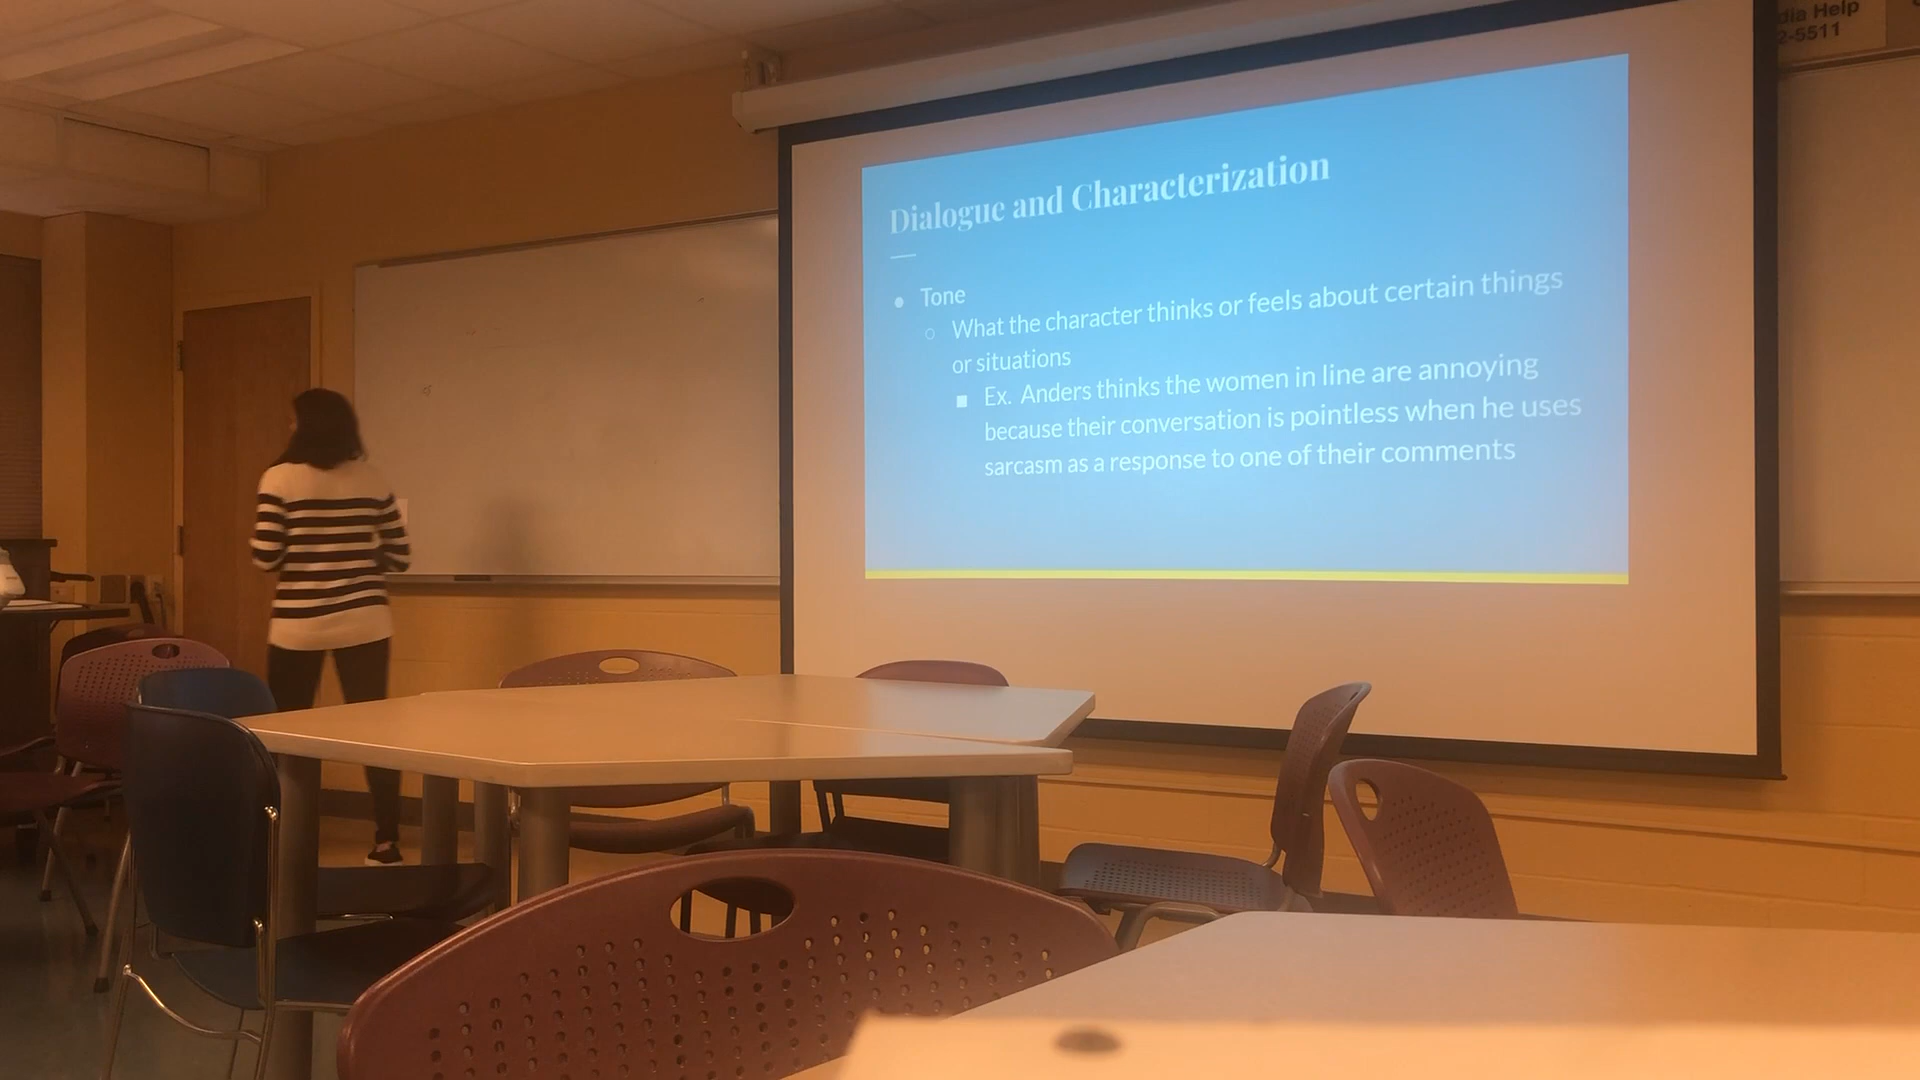 dia Help
2-5511
Dialogue and Characterization
Tone
What the character thinks or feels about certain things
or situations
Ex. Anders thinks the women in line are annoying
because their conversation is pointless when he uses
sarcasm as a response to one of their comments